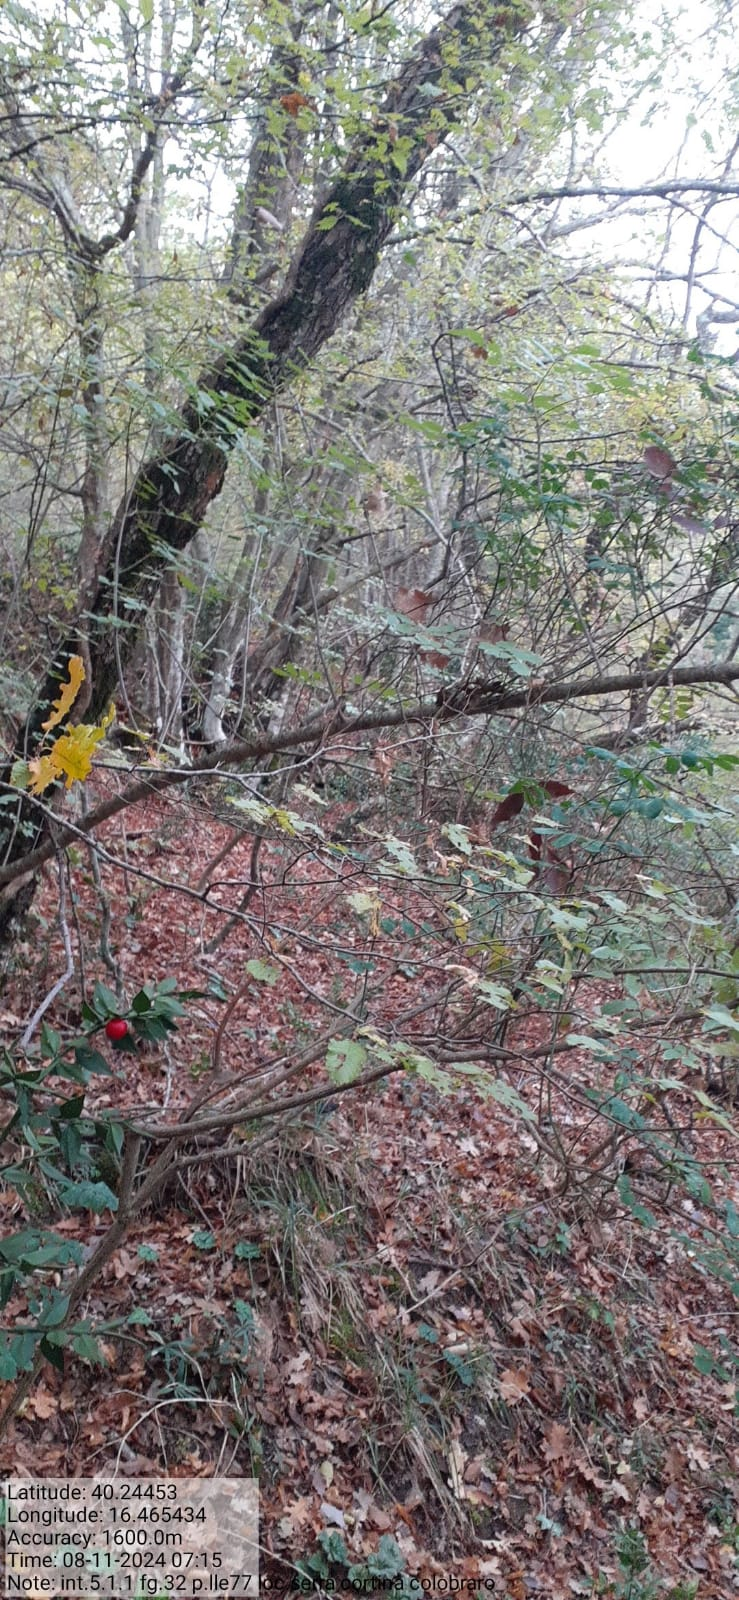 Latitude: 40.24453
Longitude: 16.465434
Accuracy: 1600.0m
Time: 08-11-2024 07:15
Note: int.5.1.1 fg.32 p.lle77 loc serra cortina colobraro